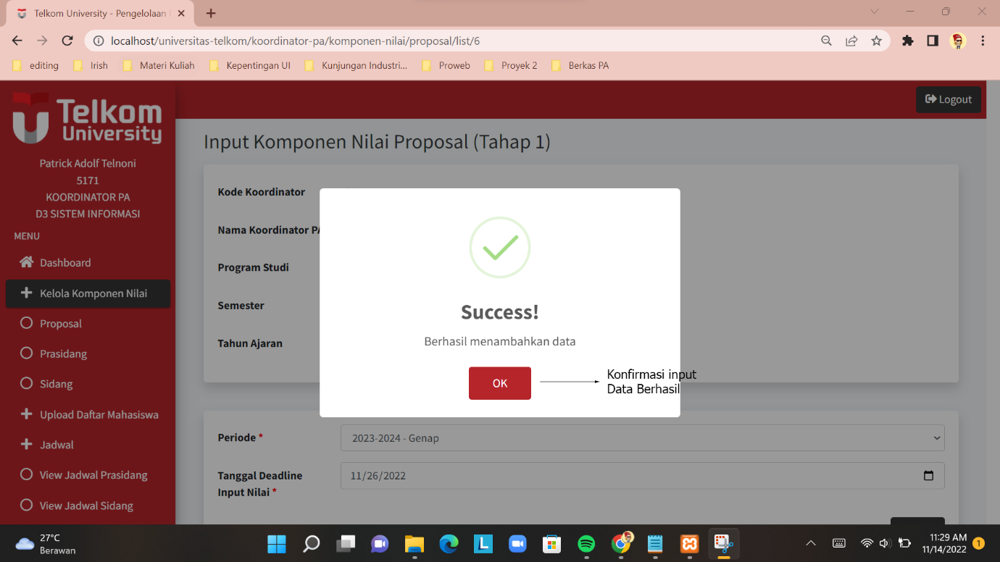 Telkom University - Pengelolaan
localhost/universitas-telkom/koordinator-pa/komponen-nilai/proposal/list/6
editing
Irish
Materi Kuliah
Kepentingan UI
Kunjungan Industri...
Proweb
Proyek 2
Berkas PA
Telkom
University
Patrick Adolf Telnoni
5171
KOORDINATOR PA
D3 SISTEM INFORMASI
MENU
Dashboard
Kelola Komponen Nilai
Proposal
Prasidang
Sidang
Upload Daftar Mahasiswa
Jadwal
View Jadwal Prasidang
View Jadwal Sidang
Logout
Input Komponen Nilai Proposal (Tahap 1)
Kode Koordinator
Nama Koordinator PA
Program Studi
Semester
Tahun Ajaran
Success!
Berhasil menambahkan data
OK
Konfirmasi input
Data Berhasil
Periode *
2023-2024 - Genap
Tanggal Deadline
Input Nilai *
11/26/2022
27°C
Berawan
11:29 AM
11/14/2022
1